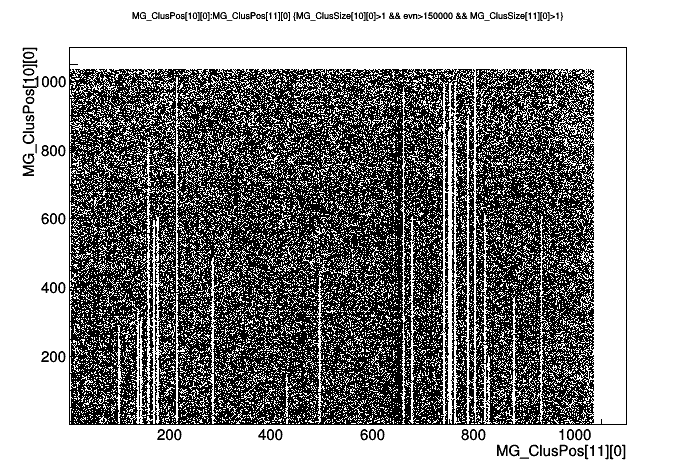 MG_ClusPos[10][0]:MG_ClusPos[11][0] {MG_ClusSize[10][0]>1 && evn>150000 && MG_ClusSize[11][0]>1}
MG_ClusPos[10][0]
1000
800
600
400
200
200 400 600 800 1000
MG_ClusPos[11][0]